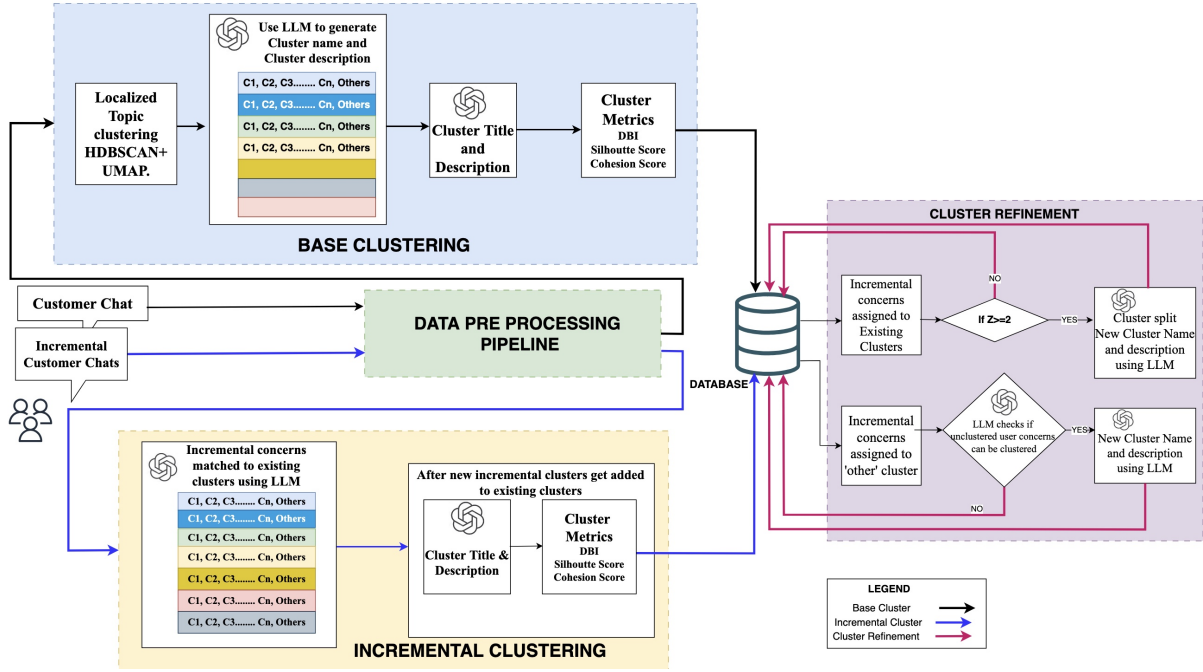 Use LLM to generate
Cluster name and
Cluster description
C1, C2, C3........ Cn, Others
C1, C2, C3........ Cn, Others
C1, C2, C3........ Cn, Others
C1, C2, C3........ Cn, Others
Localized
Topic
clustering
HDBSCAN+
UMAP.
Cluster Title
and
Description
Cluster
Metrics
DBI
Silhoutte Score
Cohesion Score
BASE CLUSTERING
Customer Chat
Incremental
Customer Chats
DATA PRE PROCESSING
PIPELINE
DATABASE
CLUSTER REFINEMENT
NO
Incremental
concerns
assigned to
Existing
Clusters
If Z>=2
YES
Cluster split
New Cluster Name
and description
using LLM
Incremental
concerns
assigned to
'other' cluster
LLM checks if
unclustered user concerns
can be clustered
YES
New Cluster Name
and description
using LLM
NO
Incremental concerns
matched to existing
clusters using LLM
C1, C2, C3........ Cn, Others
C1, C2, C3........ Cn, Others
C1, C2, C3........ Cn, Others
C1, C2, C3........ Cn, Others
C1, C2, C3........ Cn, Others
C1, C2, C3........ Cn, Others
C1, C2, C3........ Cn, Others
After new incremental clusters get added
to existing clusters
Cluster Title &
Description
Cluster
Metrics
DBI
Silhoutte Score
Cohesion Score
INCREMENTAL CLUSTERING
LEGEND
Base Cluster
Incremental Cluster
Cluster Refinement